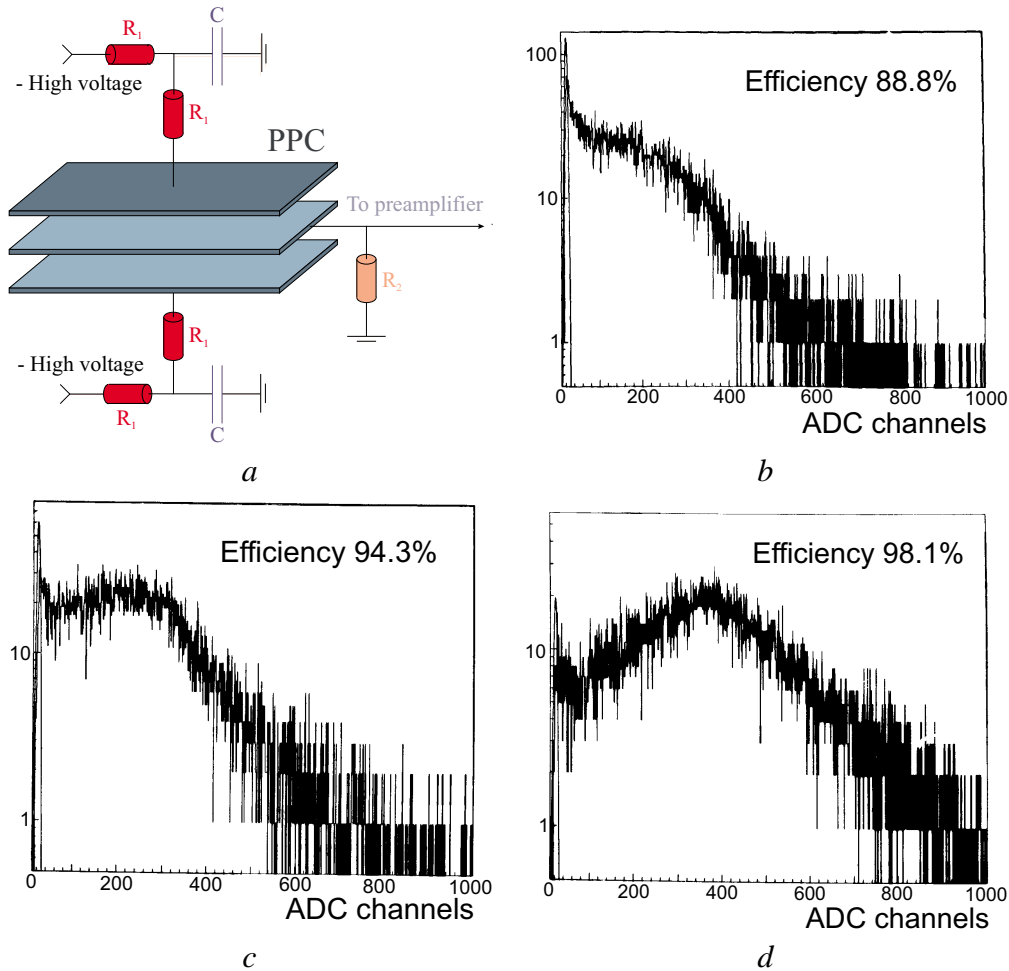 R₁
C
- High voltage
R₁
PPC
To preamplifier
R₂
R₁
- High voltage
R₁
C
a
Efficiency 88.8%
100
10
1
0 200 400 600 800 1000
ADC channels
b
Efficiency 94.3%
10
1
0 200 400 600 800 1000
ADC channels
c
Efficiency 98.1%
10
1
0 200 400 600 800 1000
ADC channels
d